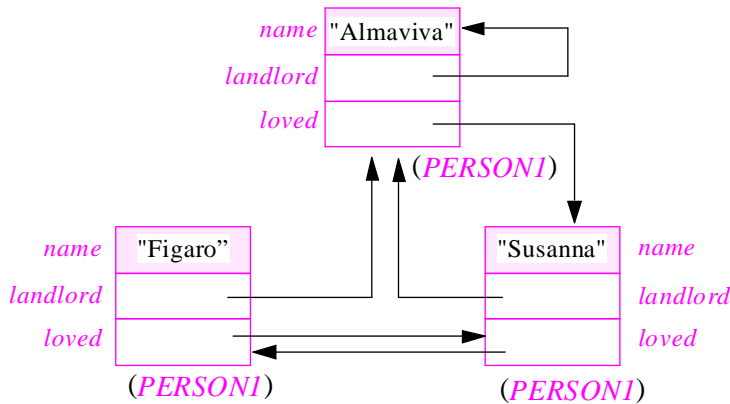 name "Almaviva"
landlord
loved
(PERSON1)
name "Figaro” "Susanna" name
landlord landlord
loved loved
(PERSON1) (PERSON1)